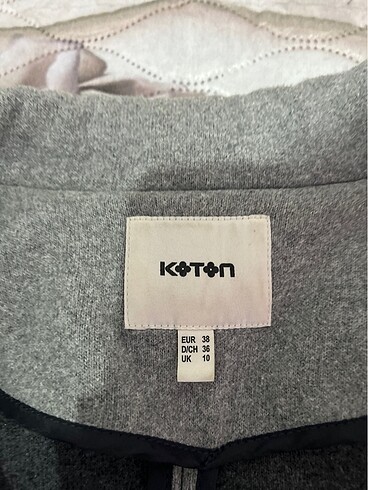 KOTON
EUR 38
D/CH 36
UK 10